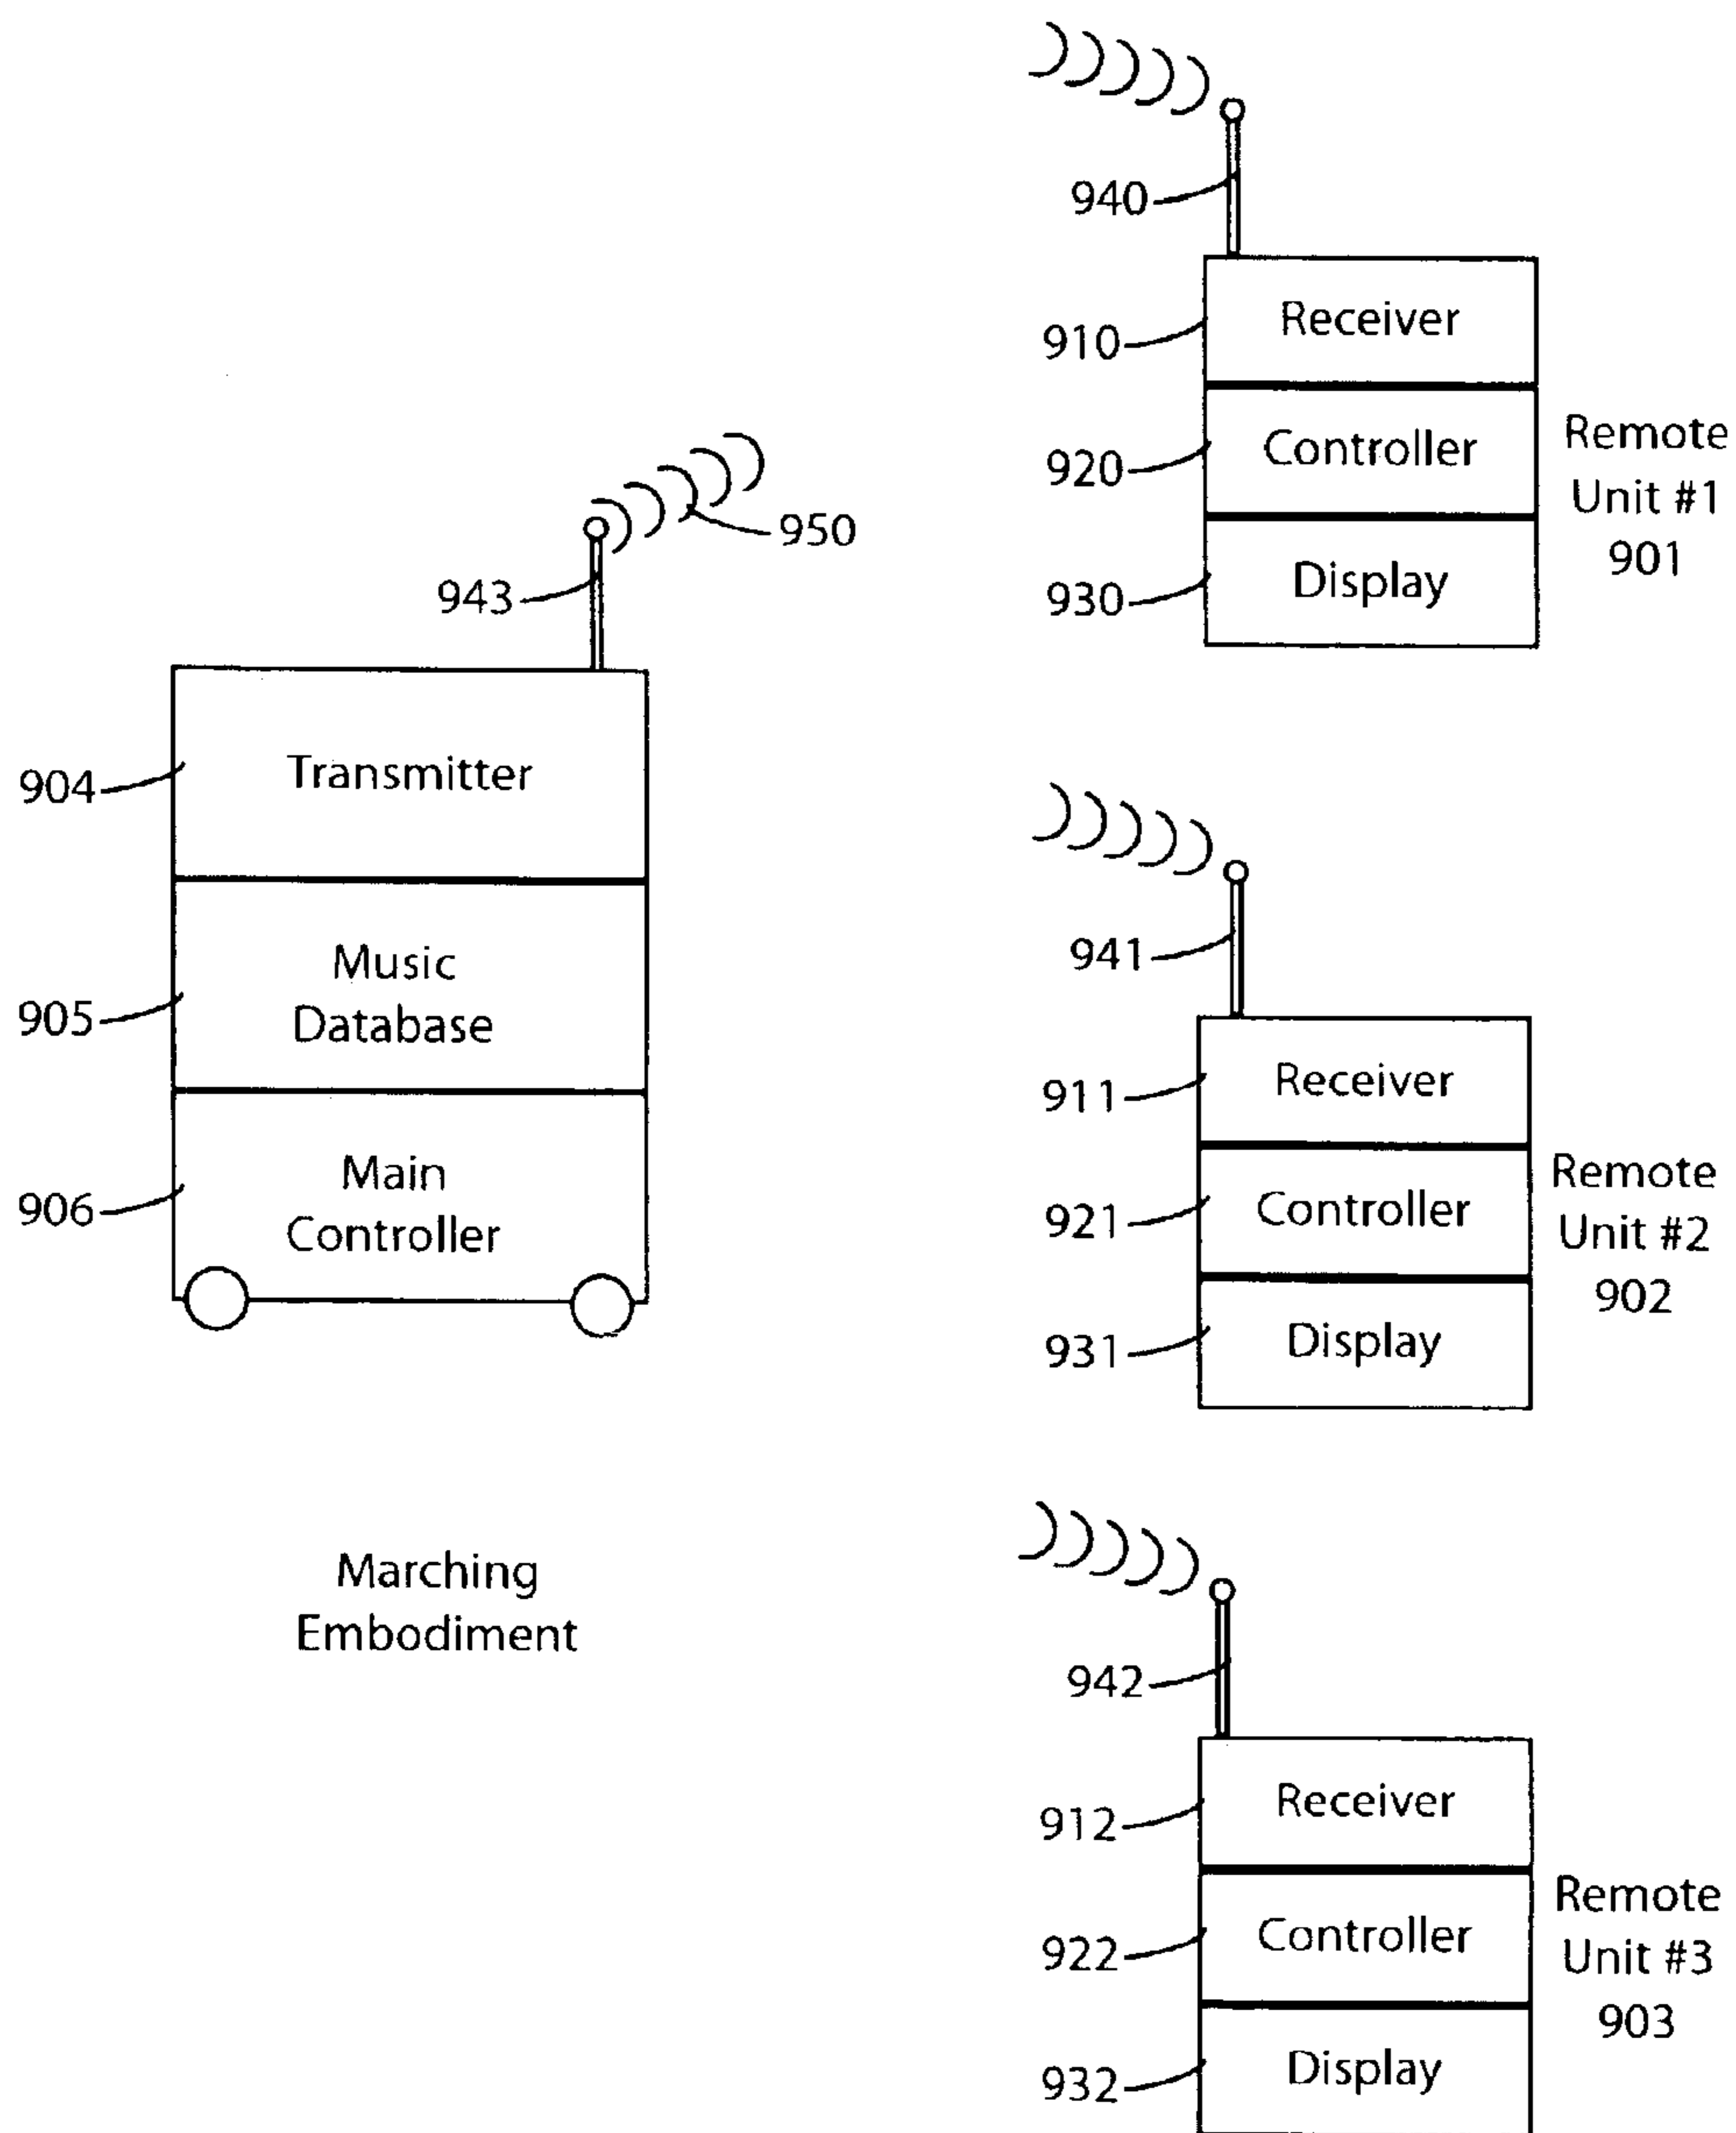 943
950
904
Transmitter
905
Music
Database
906
Main
Controller
Marching
Embodiment
940
910
Receiver
920
Controller
930
Display
Remote
Unit #1
901
941
911
Receiver
921
Controller
931
Display
Remote
Unit #2
902
942
912
Receiver
922
Controller
932
Display
Remote
Unit #3
903